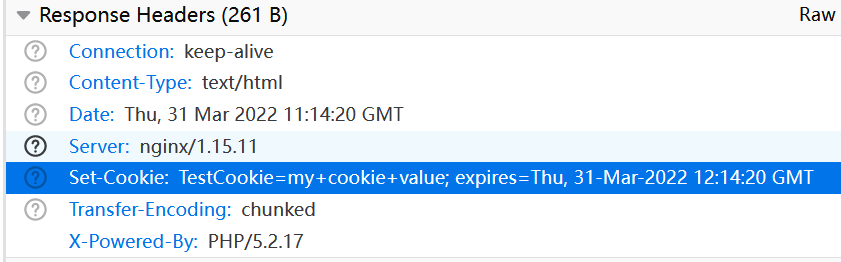 Response Headers (261 B) Raw
Connection: keep-alive
Content-Type: text/html
Date: Thu, 31 Mar 2022 11:14:20 GMT
Server: nginx/1.15.11
Set-Cookie: TestCookie=my+cookie+value; expires=Thu, 31-Mar-2022 12:14:20 GMT
Transfer-Encoding: chunked
X-Powered-By: PHP/5.2.17